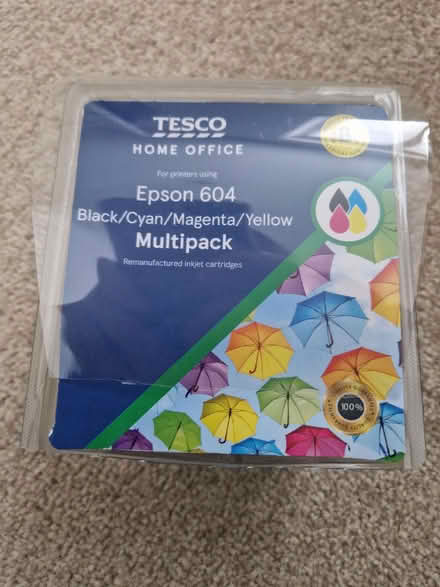 TESCO
HOME OFFICE
For printers using
Epson 604
Black/Cyan/Magenta/Yellow
Multipack
Remanufactured inkjet cartridges
100%